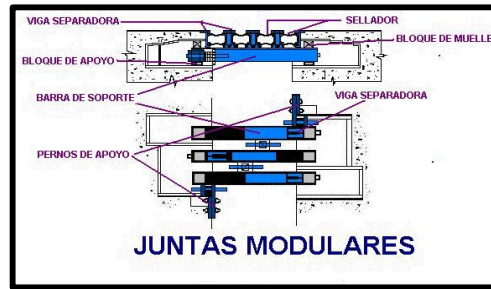 VIGA SEPARADORA
SELLADOR
BLOQUE DE MUELLE
BLOQUE DE APOYO
BARRA DE SOPORTE
VIGA SEPARADORA
PERNOS DE APOYO
JUNTAS MODULARES